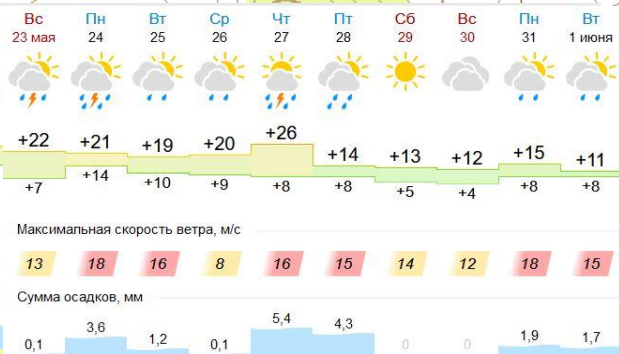 Вс Пн Вт Ср Чт Пт Сб Вс Пн Вт
23 мая 24 25 26 27 28 29 30 31 1 июня
+22 +21 +19 +20 +26 +14 +13 +12 +15 +11
+7 +14 +10 +9 +8 +8 +5 +4 +8 +8
Максимальная скорость ветра, м/с
13 18 16 8 16 15 14 12 18 15
Сумма осадков, мм
0,1 3,6 1,2 0,1 5,4 4,3 0 0 1,9 1,7